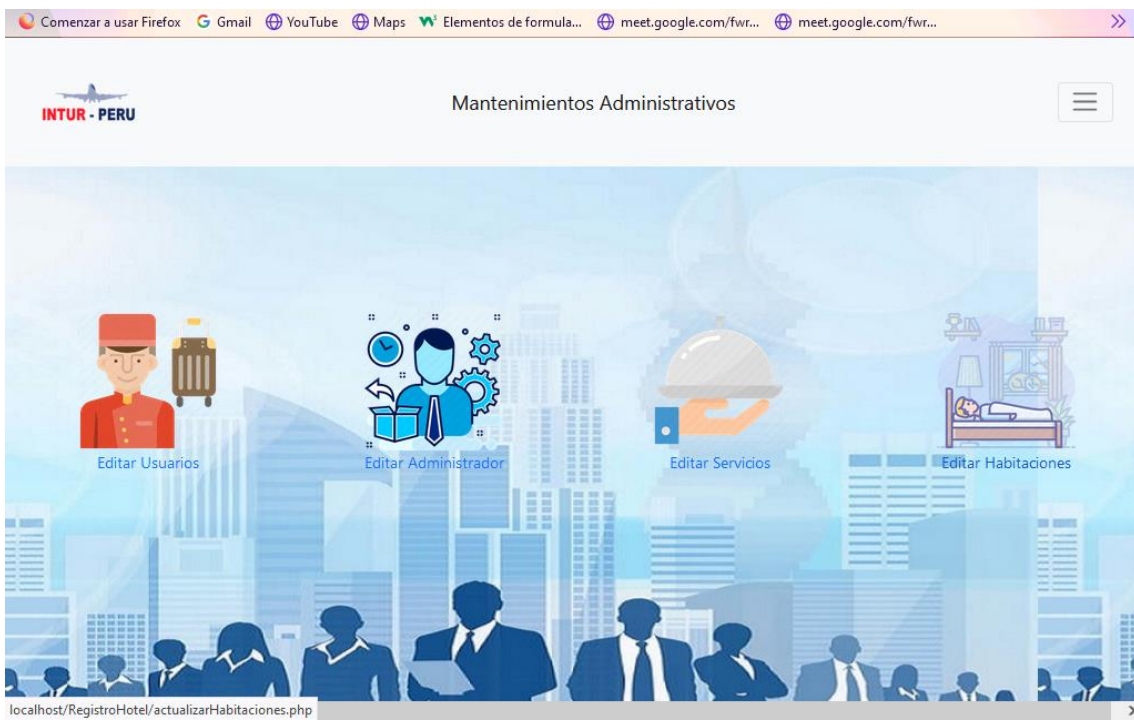 Comenzar a usar Firefox Gmail YouTube Maps Elementos de formula... meet.google.com/fwr... meet.google.com/fwr...
INTUR - PERU
Mantenimientos Administrativos
Editar Usuarios Editar Administrador Editar Servicios Editar Habitaciones
localhost/RegistroHotel/actualizarHabitaciones.php